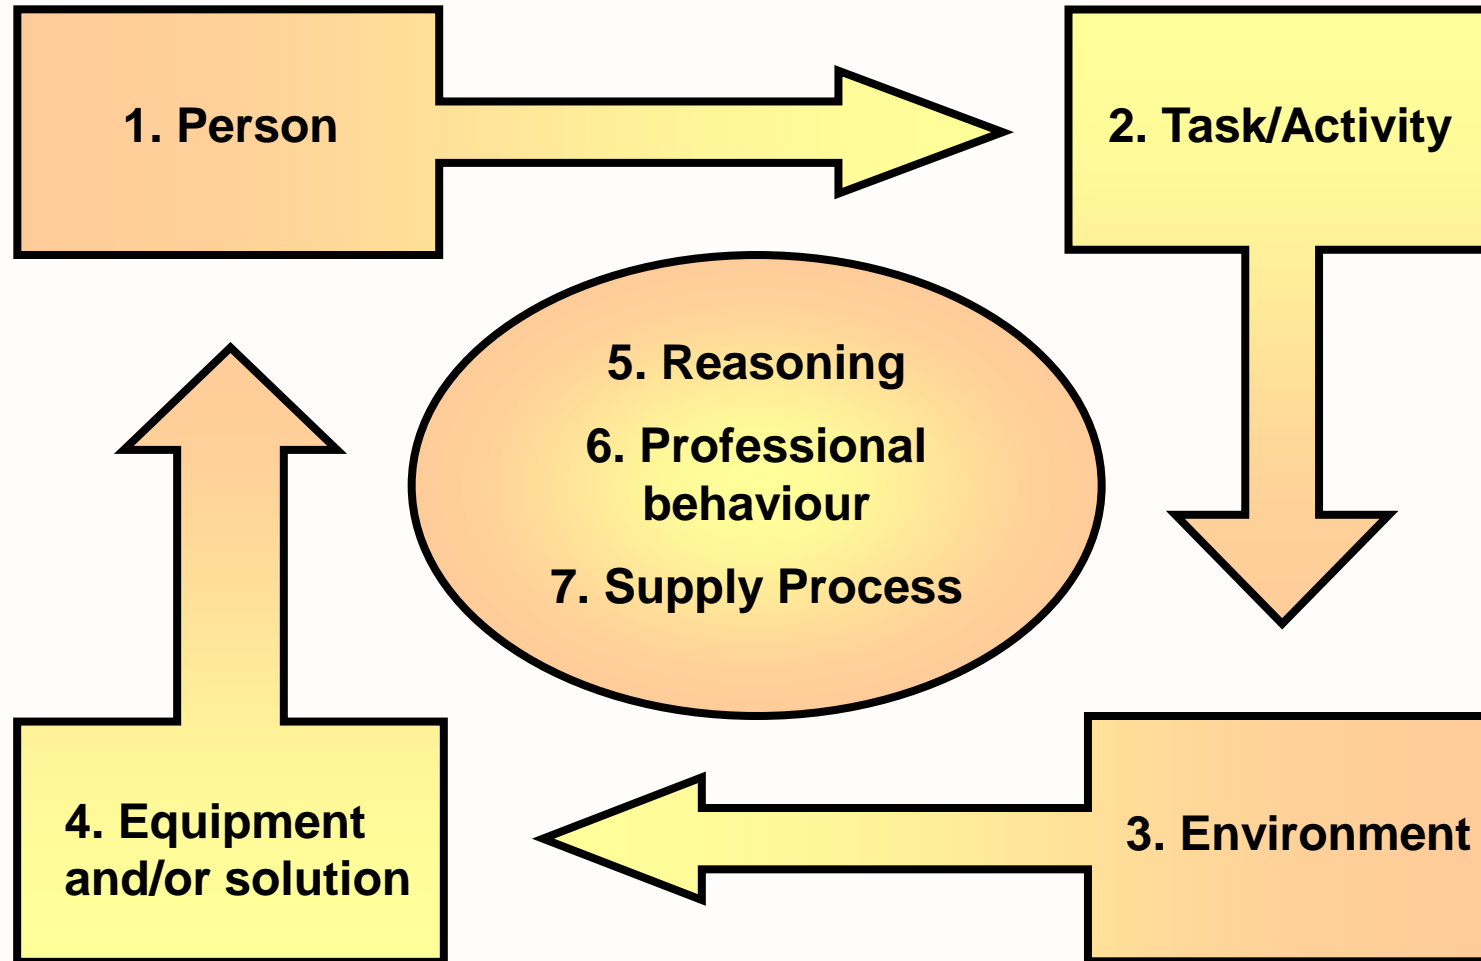 1. Person
2. Task/Activity
5. Reasoning
6. Professional
behaviour
7. Supply Process
4. Equipment
and/or solution
3. Environment